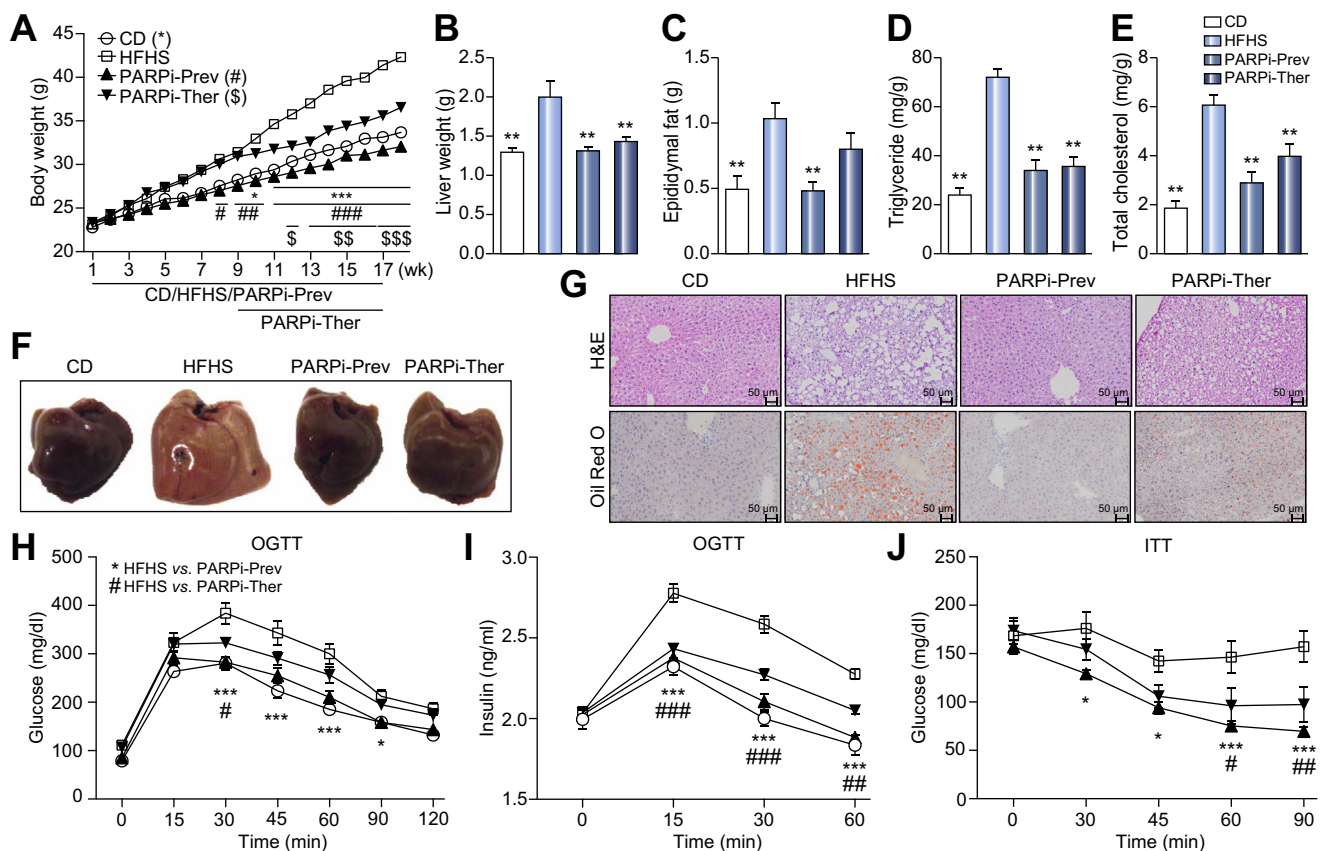 A
CD (*)
HFHS
PARPi-Prev (#)
PARPi-Ther ($)
Body weight (g)
45
40
35
30
25
20
*
***
# ## ###
$ $$ $$$
1 3 5 7 9 11 13 15 17 (wk)
CD/HFHS/PARPi-Prev
PARPi-Ther
B
Liver weight (g)
2.5
2.0
1.5
1.0
0.5
0.0
** ** **
C
Epididymal fat (g)
1.5
1.0
0.5
0.0
** **
D
Triglyceride (mg/g)
80
60
40
20
0
** ** **
E
CD
HFHS
PARPi-Prev
PARPi-Ther
Total cholesterol (mg/g)
8
6
4
2
0
** ** **
F
CD HFHS PARPi-Prev PARPi-Ther
G
CD HFHS PARPi-Prev PARPi-Ther
H&E
50 µm 50 µm 50 µm 50 µm
Oil Red O
50 µm 50 µm 50 µm 50 µm
H
OGTT
* HFHS vs. PARPi-Prev
# HFHS vs. PARPi-Ther
Glucose (mg/dl)
500
400
300
200
100
0
*** *** *** *
#
0 15 30 45 60 90 120
Time (min)
I
OGTT
Insulin (ng/ml)
3.0
2.5
2.0
1.5
*** *** ***
### ### ##
0 15 30 60
Time (min)
J
ITT
Glucose (mg/dl)
250
200
150
100
50
0
* * *** ***
# ##
0 30 45 60 90
Time (min)